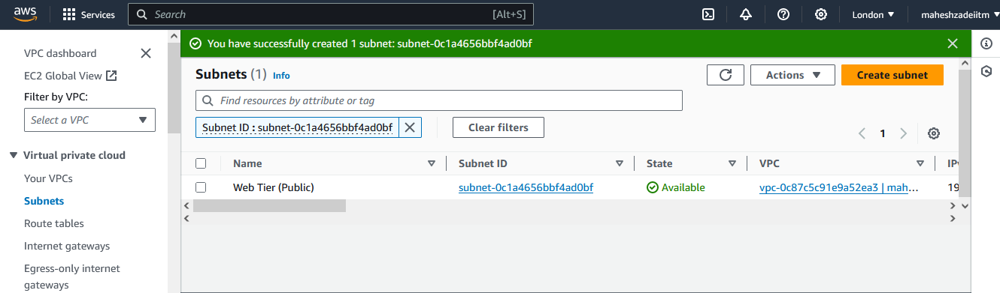 aws
Services
Search
[Alt+S]
London
maheshzadeiitm
VPC dashboard
EC2 Global View
Filter by VPC:
Select a VPC
Virtual private cloud
Your VPCs
Subnets
Route tables
Internet gateways
Egress-only internet
gateways
You have successfully created 1 subnet: subnet-0c1a4656bbf4ad0bf
Subnets (1) Info
Actions
Create subnet
Find resources by attribute or tag
Subnet ID : subnet-0c1a4656bbf4ad0bf
Clear filters
1
Name Subnet ID State VPC IPv
Web Tier (Public) subnet-0c1a4656bbf4ad0bf Available vpc-0c87c5c91e9a52ea3 | mah... 19